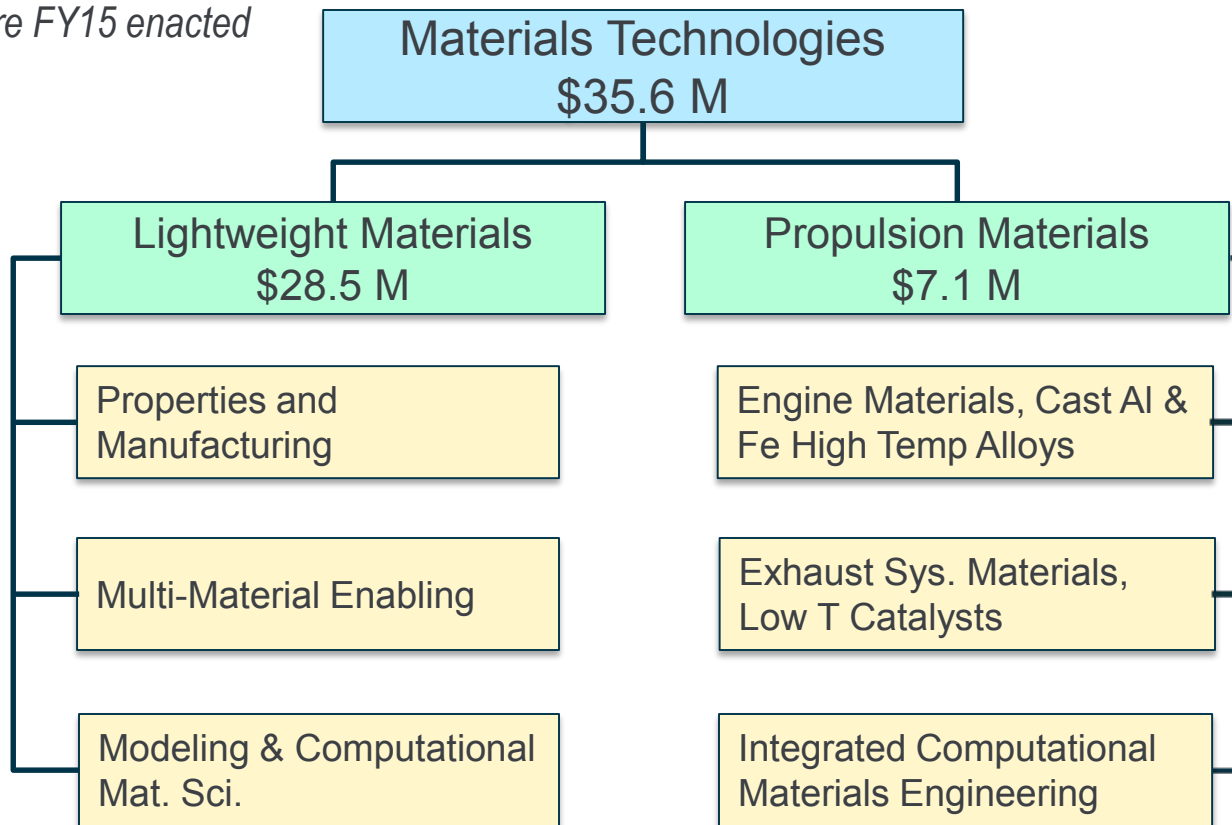 re FY15 enacted
Materials Technologies
$35.6 M
Lightweight Materials
$28.5 M
Propulsion Materials
$7.1 M
Properties and
Manufacturing
Engine Materials, Cast Al &
Fe High Temp Alloys
Multi-Material Enabling
Exhaust Sys. Materials,
Low T Catalysts
Modeling & Computational
Mat. Sci.
Integrated Computational
Materials Engineering